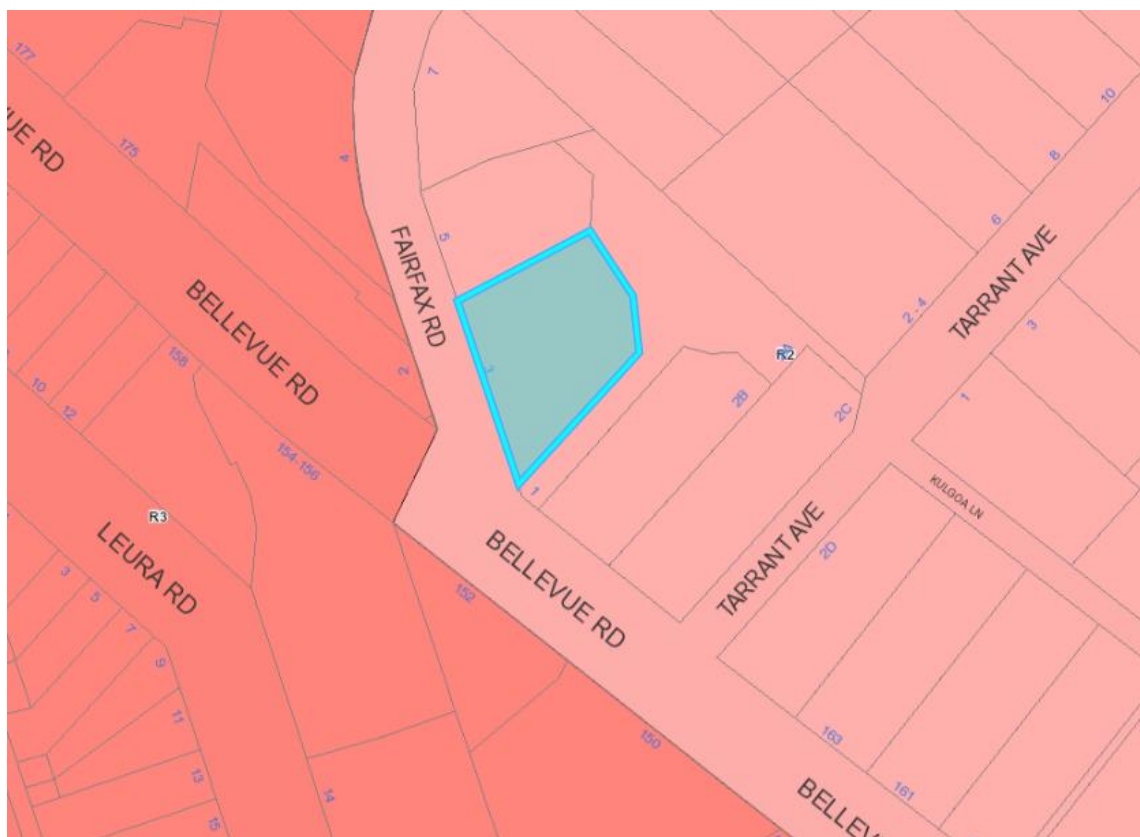 177
UE RD
175
4
7
5
FAIRFAX RD
BELLEVUE RD
2
158
154-156
10
12
R3
LEURA RD
3
5
7
9
11
13
15
14
152
150
1
BELLEVUE RD
2B
R2
2C
TARRANT AVE
2D
10
8
6
2 - 4
TARRANT AVE
3
1
KULGOA LN
163
161
BELLEV